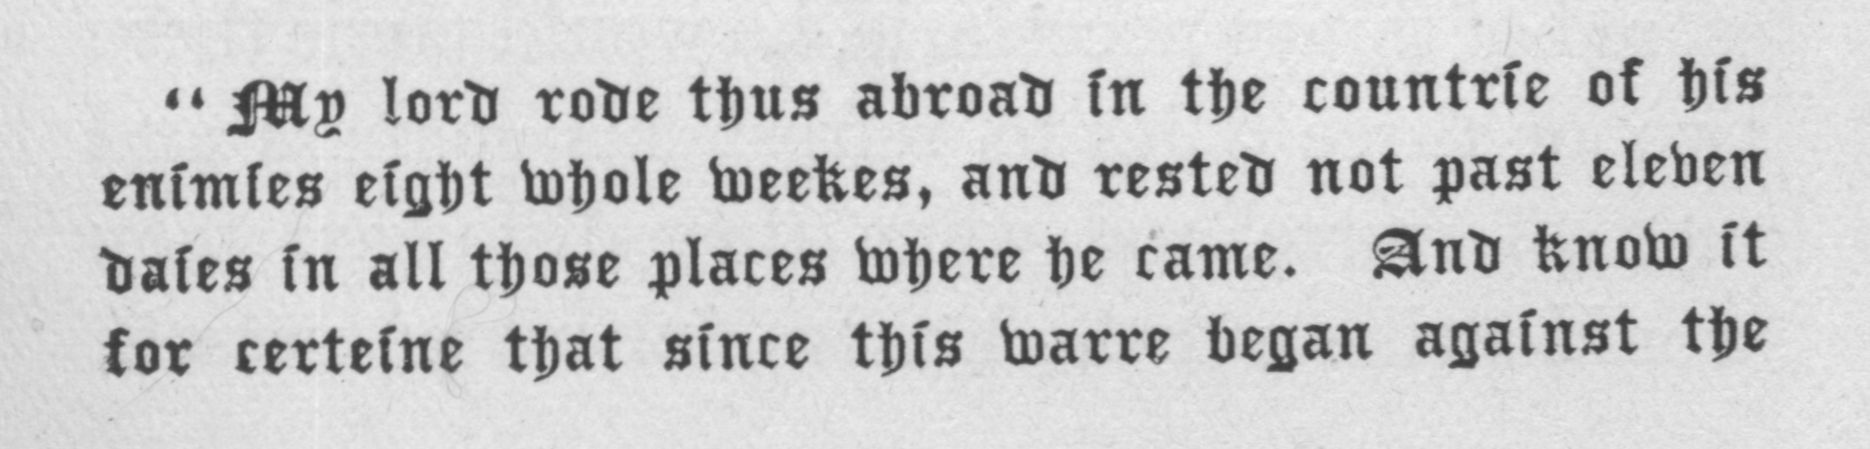 “ My lord rode thus abroad in the countrie of his
enimies eight whole weekes, and rested not past eleven
daies in all those places where he came. And know it
for certeine that since this warre began against the